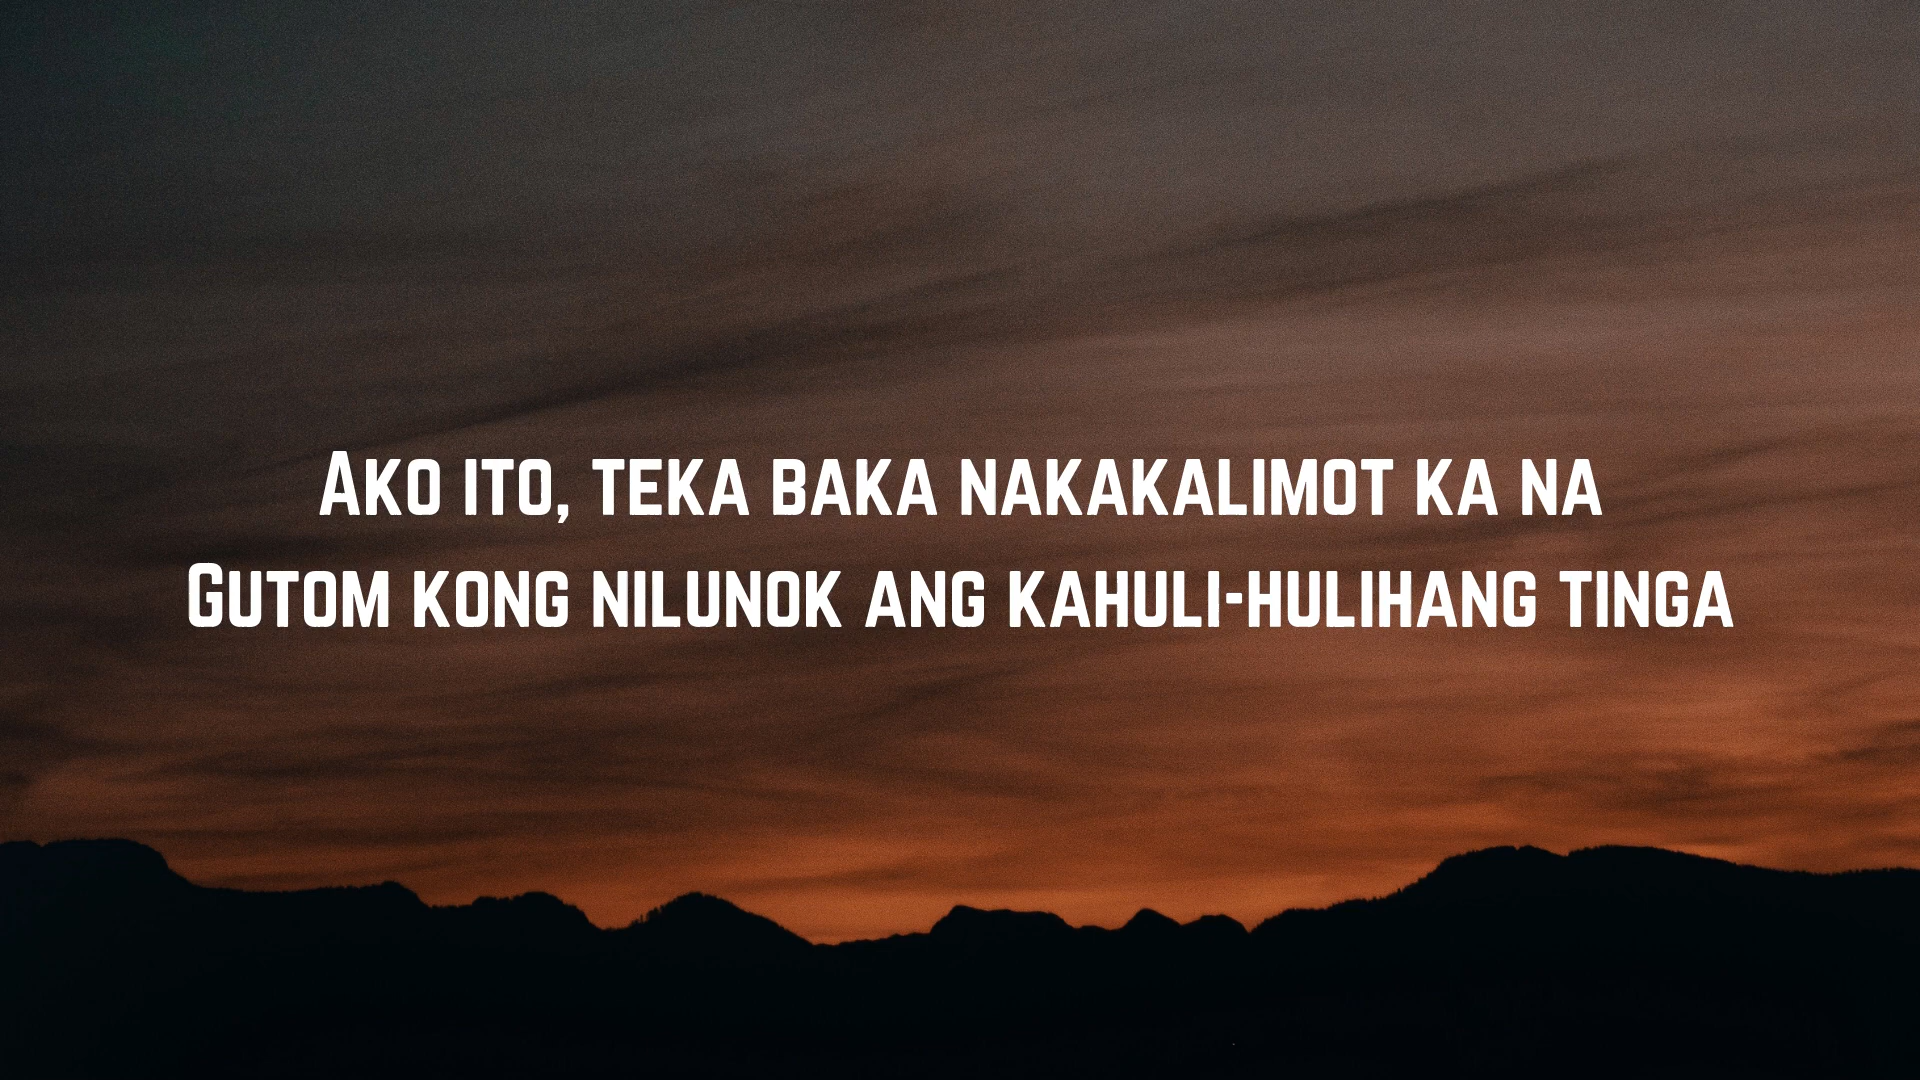 Ako ito, teka baka nakakalimot ka na
Gutom kong nilunok ang kahuli-hulihang tinga